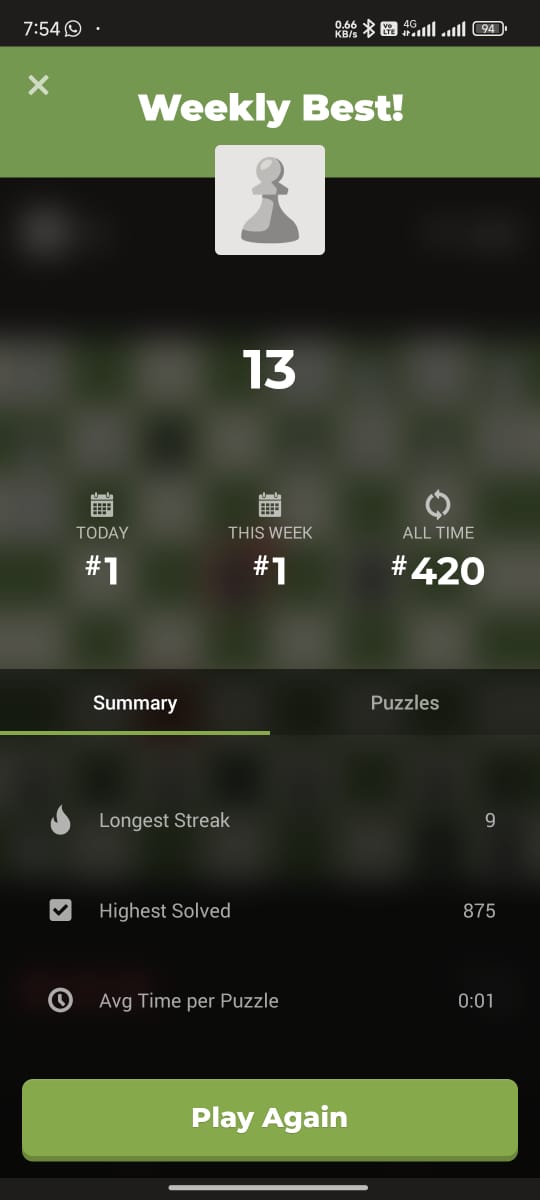 7:54
0.66 KB/s
Vo LTE
4G
94
Weekly Best!
13
TODAY
THIS WEEK
ALL TIME
#1
#1
#420
Summary
Puzzles
Longest Streak
9
Highest Solved
875
Avg Time per Puzzle
0:01
Play Again